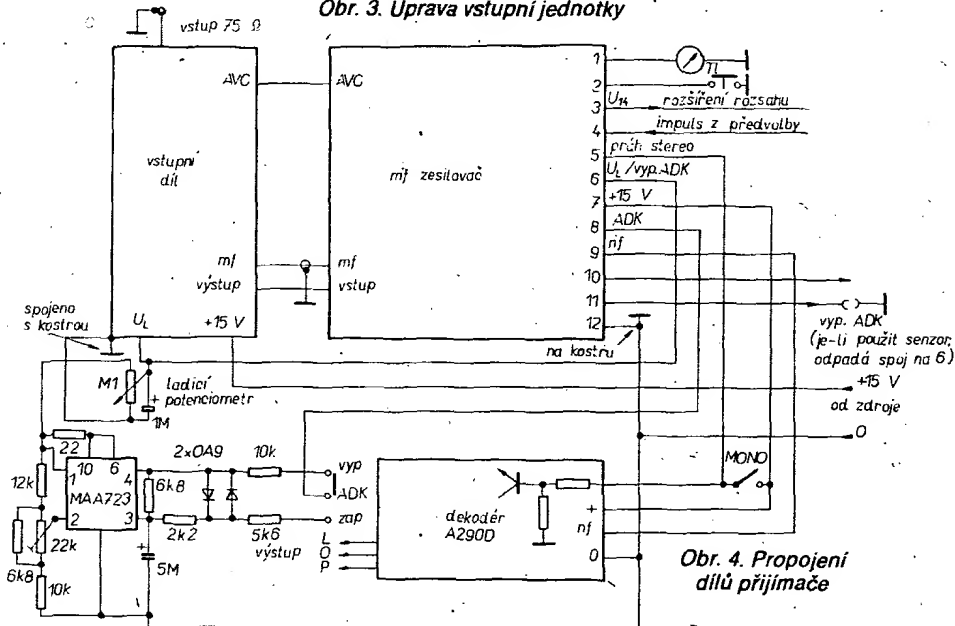 Obr. 3. Úprava vstupní jednotky
vstup 75 Ω
AVC
AVC
vstupní
díl
mf zesilovač
mf
výstup
mf
vstup
U_L
+15 V
spojeno
s kostrou
1
2
3
4
5
6
7
8
9
10
11
12
TI
U14
rozšíření rozsahu
impuls z předvolby
prúh. stereo
U_L/vyp. ADK
+15 V
ADK
nf
na kostru
vyp. ADK
(je-li použit senzor,
odpadá spoj na 6)
+15 V
od zdroje
0
M1
ladicí
+ potenciometr
1M
22
12k
10
6
1
4
MAA723
2
3
6k8
2×OA9
10k
vyp
ADK
zap
2k2
5k6
výstup
22k
6k8
10k
+
5M
L
O
P
dekodér
A290D
MONO
+
nf
0
Obr. 4. Propojení
dílů přijímače